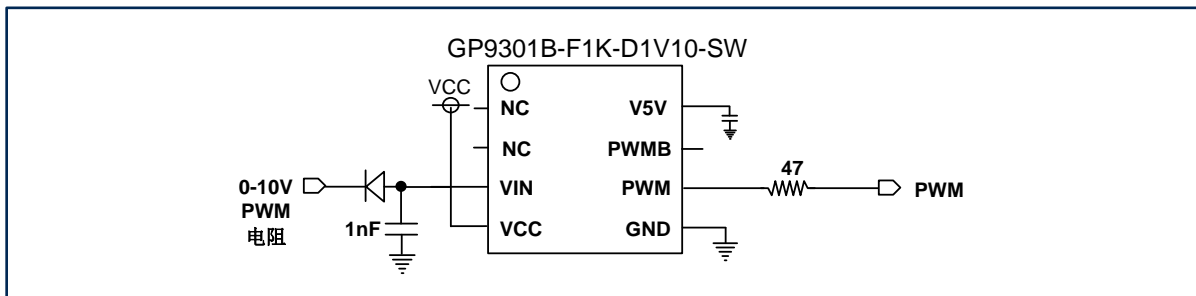 GP9301B-F1K-D1V10-SW
VCC
NC
V5V
NC
PWMB
47
0-10V
VIN
PWM
PWM
PWM
1nF
VCC
GND
电阻